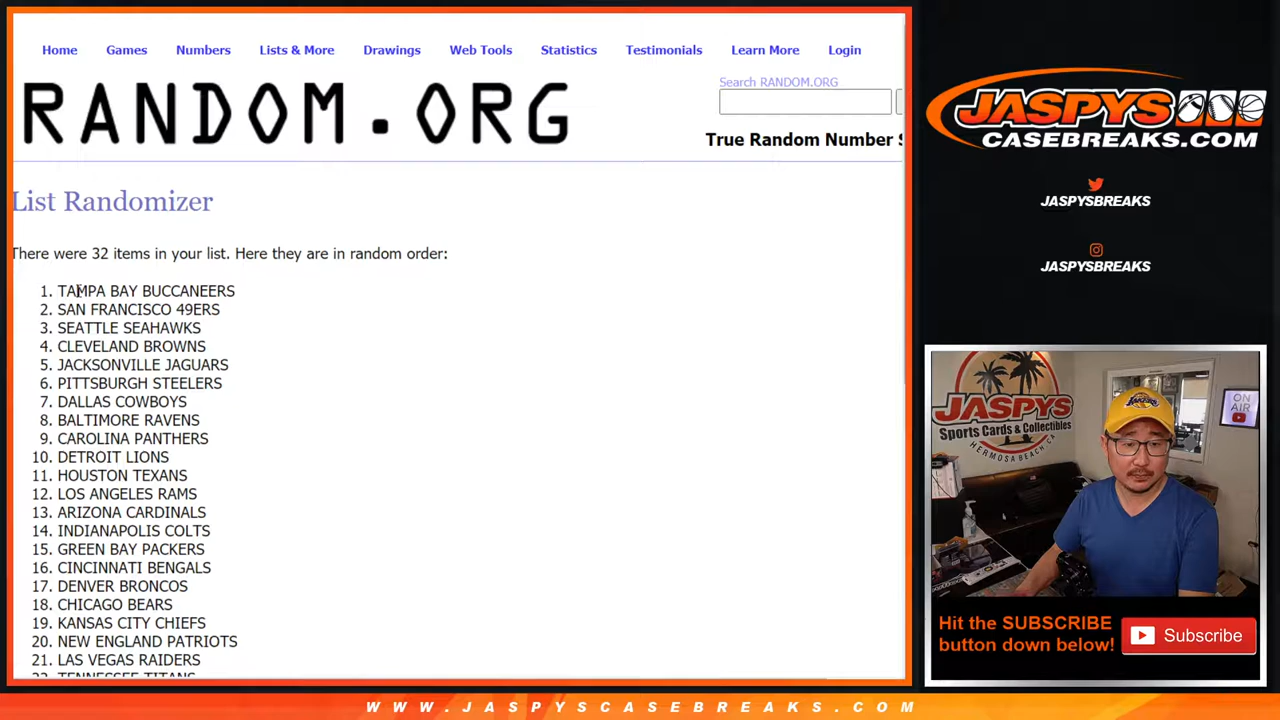 Home Games Numbers Lists & More Drawings Web Tools Statistics Testimonials Learn More Login
Search RANDOM.ORG
RANDOM.ORG
True Random Number S
List Randomizer
There were 32 items in your list. Here they are in random order:
1. TAMPA BAY BUCCANEERS
2. SAN FRANCISCO 49ERS
3. SEATTLE SEAHAWKS
4. CLEVELAND BROWNS
5. JACKSONVILLE JAGUARS
6. PITTSBURGH STEELERS
7. DALLAS COWBOYS
8. BALTIMORE RAVENS
9. CAROLINA PANTHERS
10. DETROIT LIONS
11. HOUSTON TEXANS
12. LOS ANGELES RAMS
13. ARIZONA CARDINALS
14. INDIANAPOLIS COLTS
15. GREEN BAY PACKERS
16. CINCINNATI BENGALS
17. DENVER BRONCOS
18. CHICAGO BEARS
19. KANSAS CITY CHIEFS
20. NEW ENGLAND PATRIOTS
21. LAS VEGAS RAIDERS
22. TENNESSEE TITANS
JASPYS
CASEBREAKS.COM
JASPYSBREAKS
JASPYSBREAKS
JASPYS
Sports Cards & Collectibles
HERMOSA BEACH, CA
ON
AIR
Hit the SUBSCRIBE
button down below!
Subscribe
WWW.JASPYSCASEBREAKS.COM